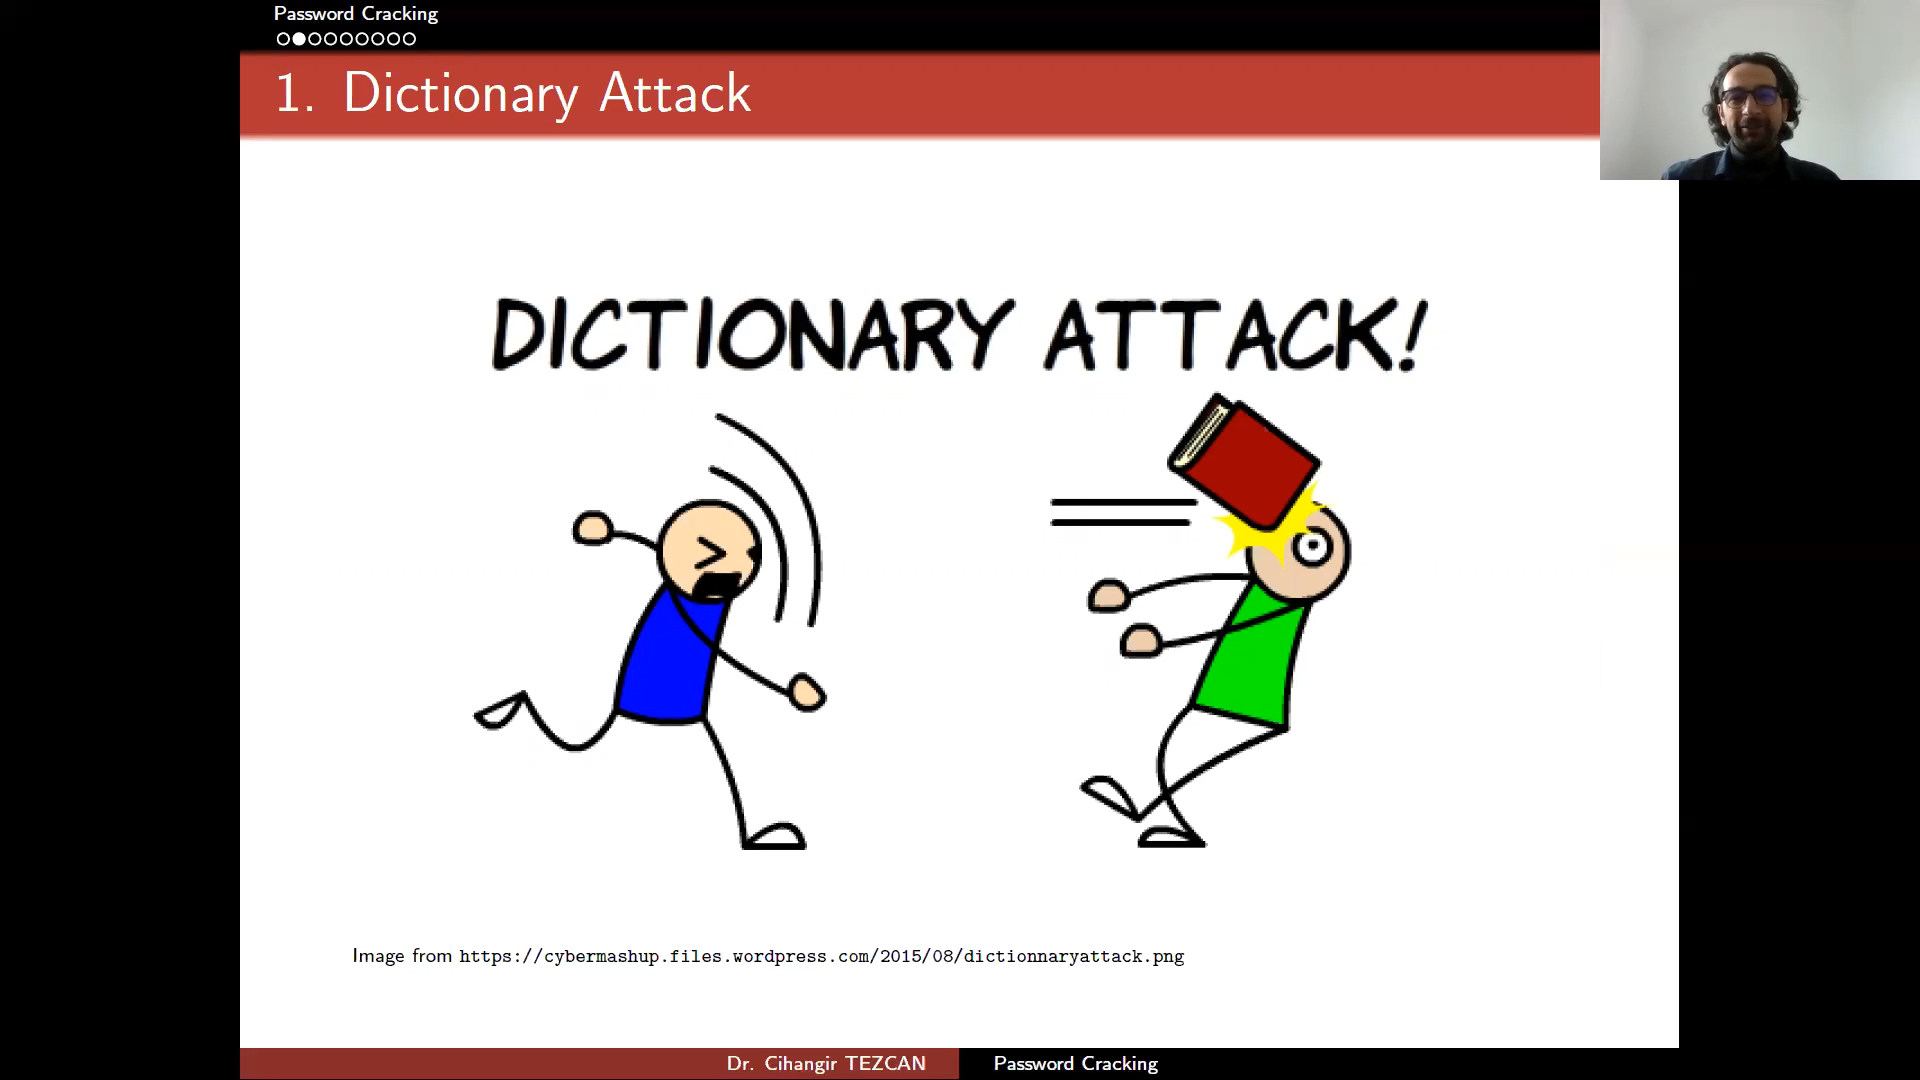 Password Cracking
1. Dictionary Attack
DICTIONARY ATTACK!
Image from https://cybermashup.files.wordpress.com/2015/08/dictionnaryattack.png
Dr. Cihangir TEZCAN
Password Cracking